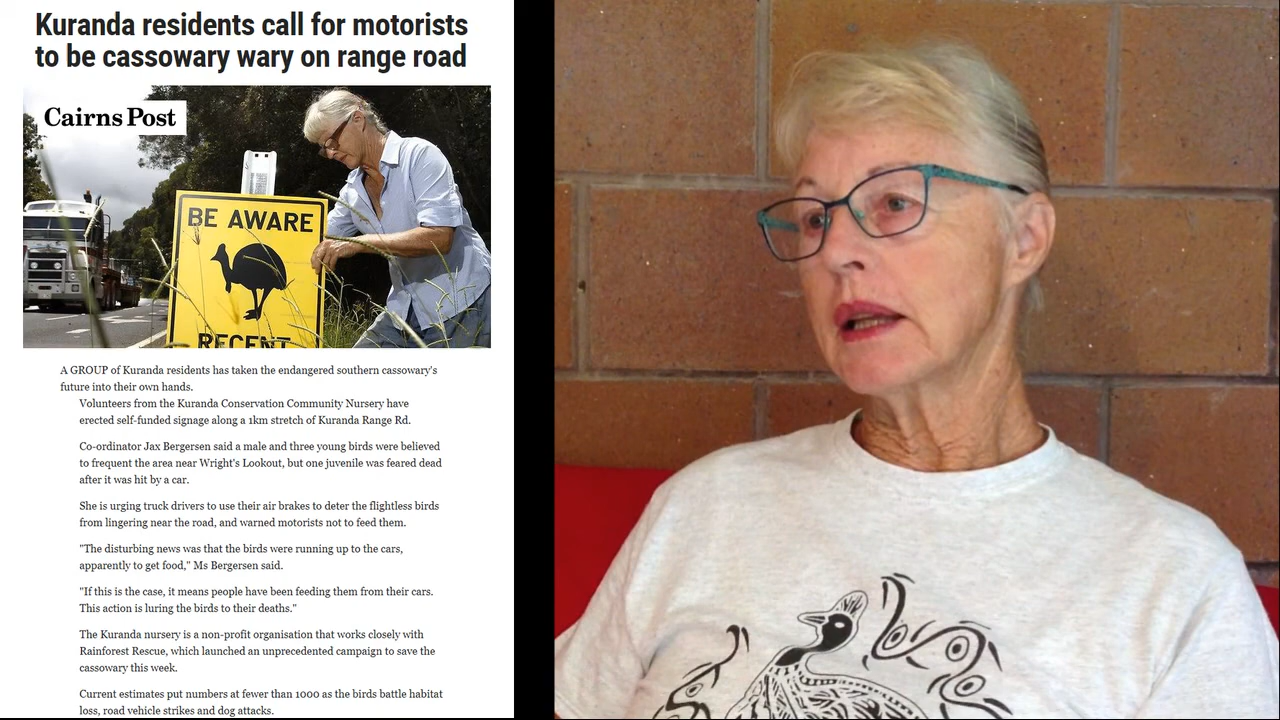 Kuranda residents call for motorists
to be cassowary wary on range road
Cairns Post
BE AWARE
RECENT
A GROUP of Kuranda residents has taken the endangered southern cassowary's
future into their own hands.
Volunteers from the Kuranda Conservation Community Nursery have
erected self-funded signage along a 1km stretch of Kuranda Range Rd.
Co-ordinator Jax Bergersen said a male and three young birds were believed
to frequent the area near Wright's Lookout, but one juvenile was feared dead
after it was hit by a car.
She is urging truck drivers to use their air brakes to deter the flightless birds
from lingering near the road, and warned motorists not to feed them.
"The disturbing news was that the birds were running up to the cars,
apparently to get food," Ms Bergersen said.
"If this is the case, it means people have been feeding them from their cars.
This action is luring the birds to their deaths."
The Kuranda nursery is a non-profit organisation that works closely with
Rainforest Rescue, which launched an unprecedented campaign to save the
cassowary this week.
Current estimates put numbers at fewer than 1000 as the birds battle habitat
loss, road vehicle strikes and dog attacks.